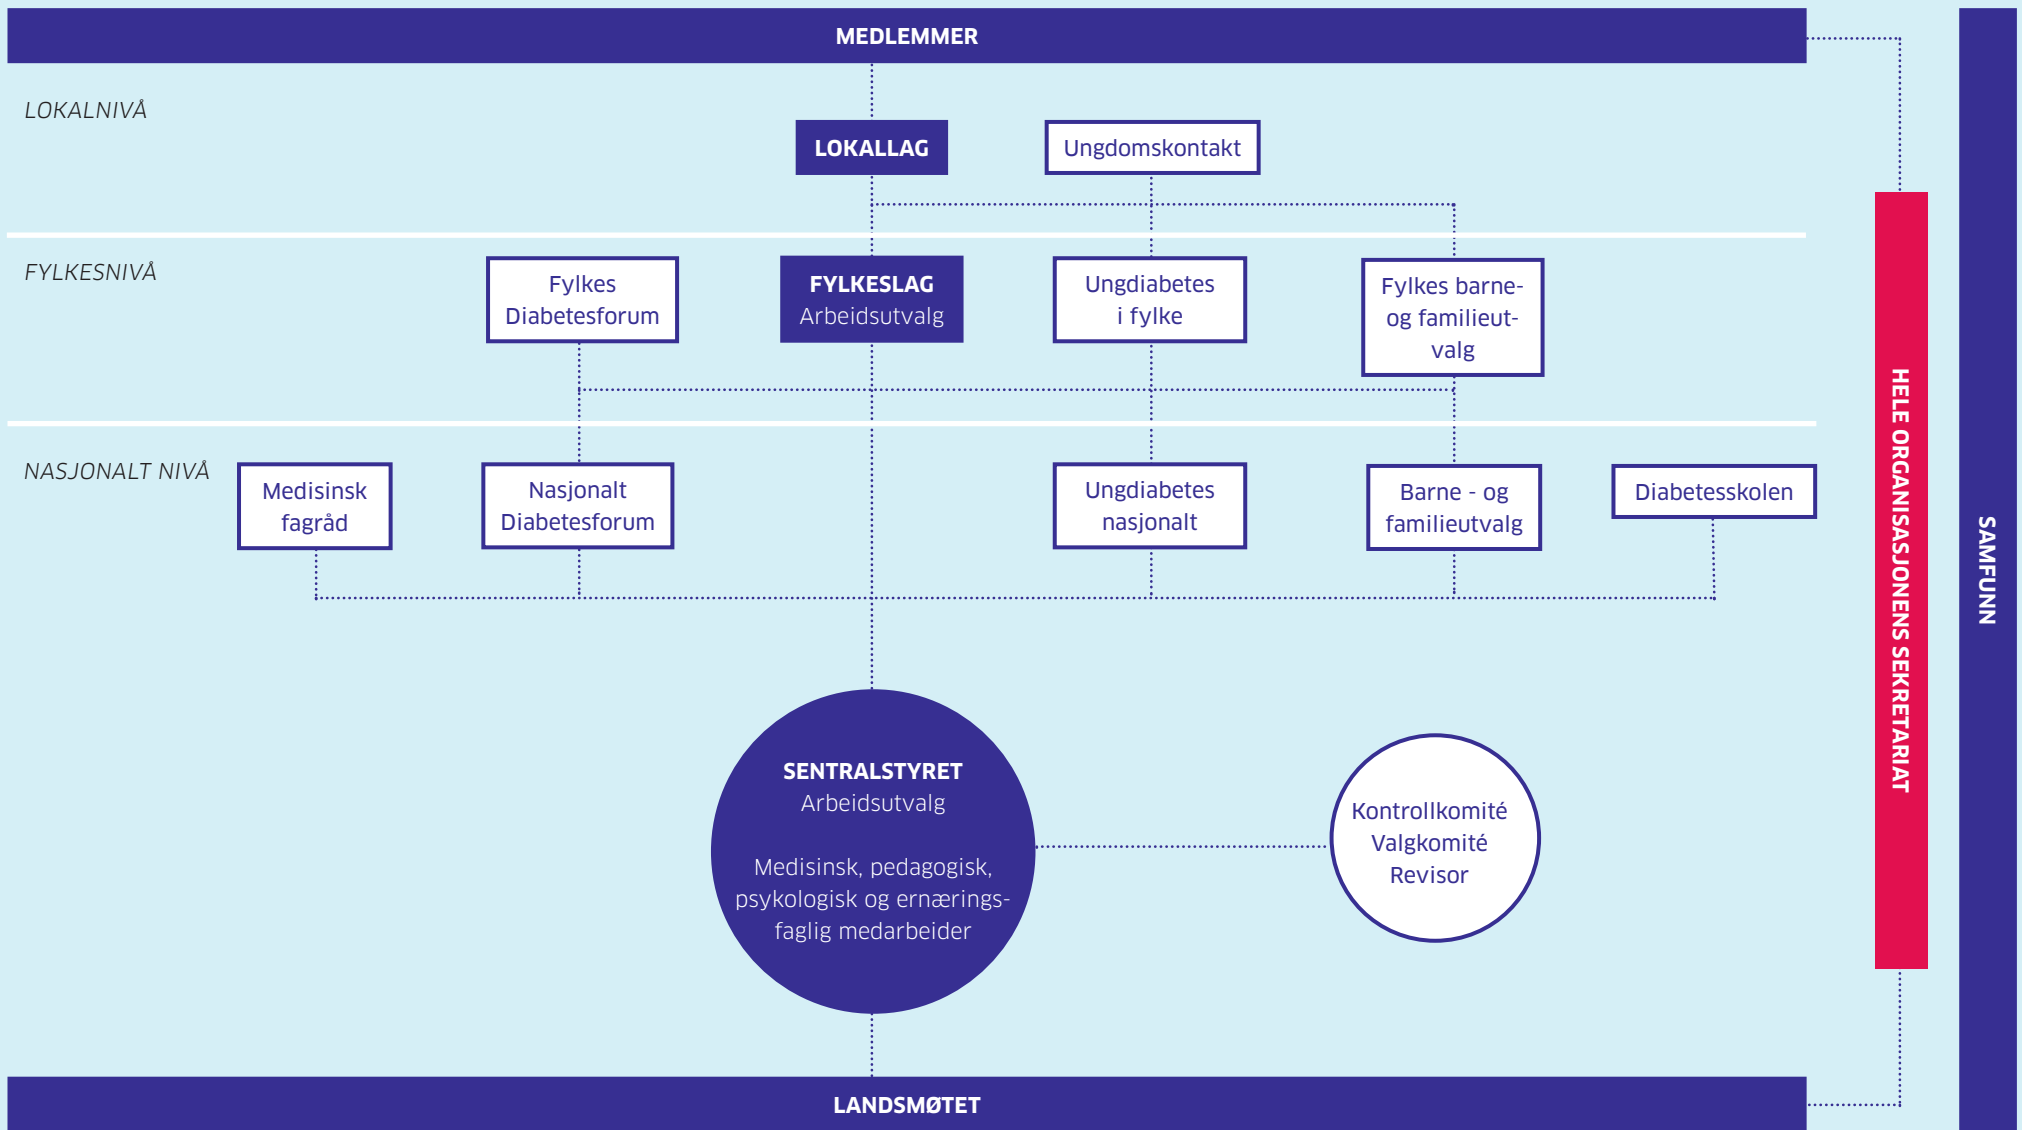 MEDLEMMER
LOKALNIVÅ
LOKALLAG
Ungdomskontakt
FYLKESNIVÅ
Fylkes
Diabetesforum
FYLKESLAG
Arbeidsutvalg
Ungdiabetes
i fylke
Fylkes barne-
og familieut-
valg
NASJONALT NIVÅ
Medisinsk
fagråd
Nasjonalt
Diabetesforum
Ungdiabetes
nasjonalt
Barne - og
familieutvalg
Diabetesskolen
SENTRALSTYRET
Arbeidsutvalg
Medisinsk, pedagogisk,
psykologisk og ernærings-
faglig medarbeider
Kontrollkomité
Valgkomité
Revisor
LANDSMØTET
HELE ORGANISASJONENS SEKRETARIAT
SAMFUNN